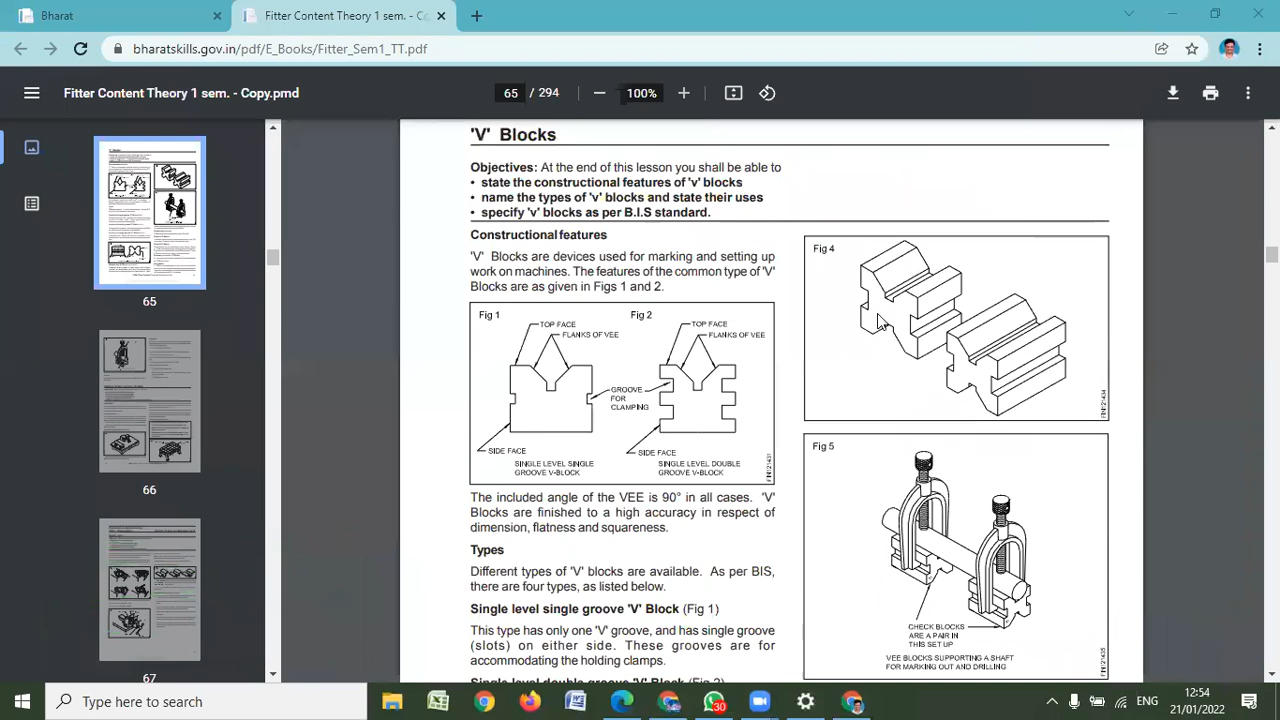 Bharat
Fitter Content Theory 1 sem. - Co
bharatskills.gov.in/pdf/E_Books/Fitter_Sem1_TT.pdf
Fitter Content Theory 1 sem. - Copy.pmd
65 / 294
100%
65
66
67
'V' Blocks
Objectives: At the end of this lesson you shall be able to
• state the constructional features of 'v' blocks
• name the types of 'v' blocks and state their uses
• specify 'v' blocks as per B.I.S standard.
Constructional features
'V' Blocks are devices used for marking and setting up
work on machines. The features of the common type of 'V'
Blocks are as given in Figs 1 and 2.
Fig 1
TOP FACE
FLANKS OF VEE
SIDE FACE
SINGLE LEVEL SINGLE
GROOVE V-BLOCK
GROOVE
FOR
CLAMPING
Fig 2
TOP FACE
FLANKS OF VEE
SIDE FACE
SINGLE LEVEL DOUBLE
GROOVE V-BLOCK
The included angle of the VEE is 90° in all cases. 'V'
Blocks are finished to a high accuracy in respect of
dimension, flatness and squareness.
Types
Different types of 'V' blocks are available. As per BIS,
there are four types, as listed below.
Single level single groove 'V' Block (Fig 1)
This type has only one 'V' groove, and has single groove
(slots) on either side. These grooves are for
accommodating the holding clamps.
Single level double groove 'V' Block (Fig 2)
Fig 4
Fig 5
CHECK BLOCKS
ARE A PAIR IN
THIS SET UP
VEE BLOCKS SUPPORTING A SHAFT
FOR MARKING OUT AND DRILLING
Type here to search
30
ENG
12:54
21/01/2022